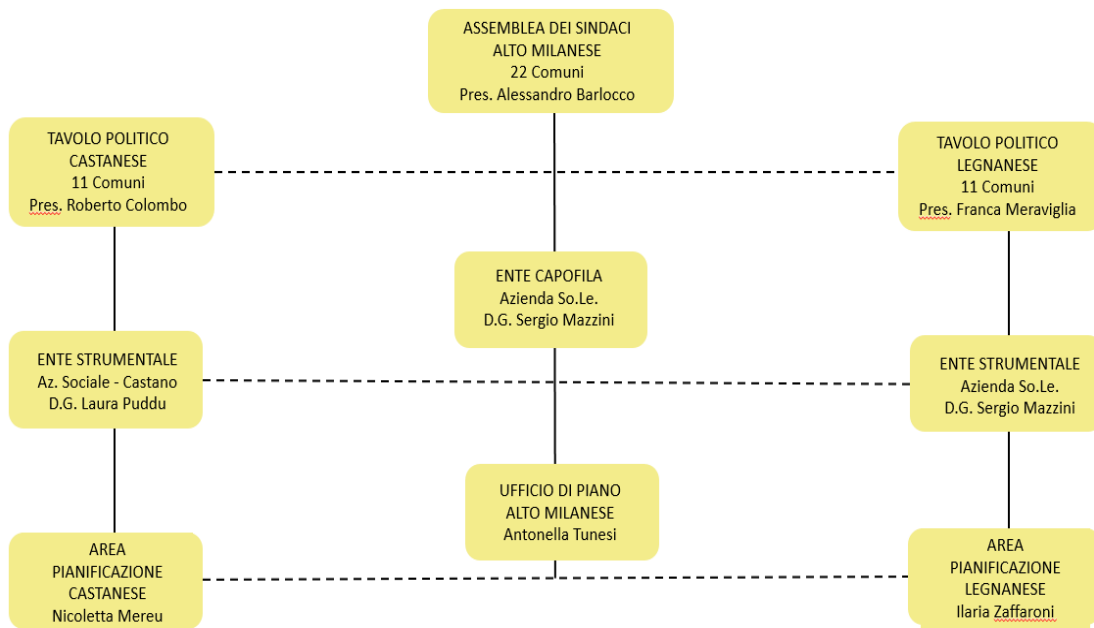 ASSEMBLEA DEI SINDACI
ALTO MILANESE
22 Comuni
Pres. Alessandro Barlocco
TAVOLO POLITICO
CASTANESE
11 Comuni
Pres. Roberto Colombo
TAVOLO POLITICO
LEGNANESE
11 Comuni
Pres. Franca Meraviglia
ENTE CAPOFILA
Azienda So.Le.
D.G. Sergio Mazzini
ENTE STRUMENTALE
Az. Sociale - Castano
D.G. Laura Puddu
ENTE STRUMENTALE
Azienda So.Le.
D.G. Sergio Mazzini
UFFICIO DI PIANO
ALTO MILANESE
Antonella Tunesi
AREA
PIANIFICAZIONE
CASTANESE
Nicoletta Mereu
AREA
PIANIFICAZIONE
LEGNANESE
Ilaria Zaffaroni